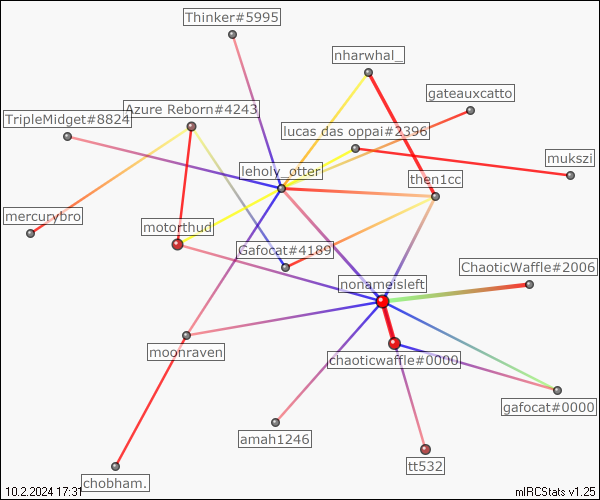 Thinker#5995
nharwhal_
gateauxcatto
Azure Reborn#4243
TripleMidget#8824
lucas das oppai#2396
mukszi
leholy_otter
then1cc
mercurybro
motorthud
Gafocat#4189
ChaoticWaffle#2006
nonameisleft
moonraven
chaoticwaffle#0000
gafocat#0000
amah1246
tt532
chobham.
10.2.2024 17:31
mIRCStats v1.25